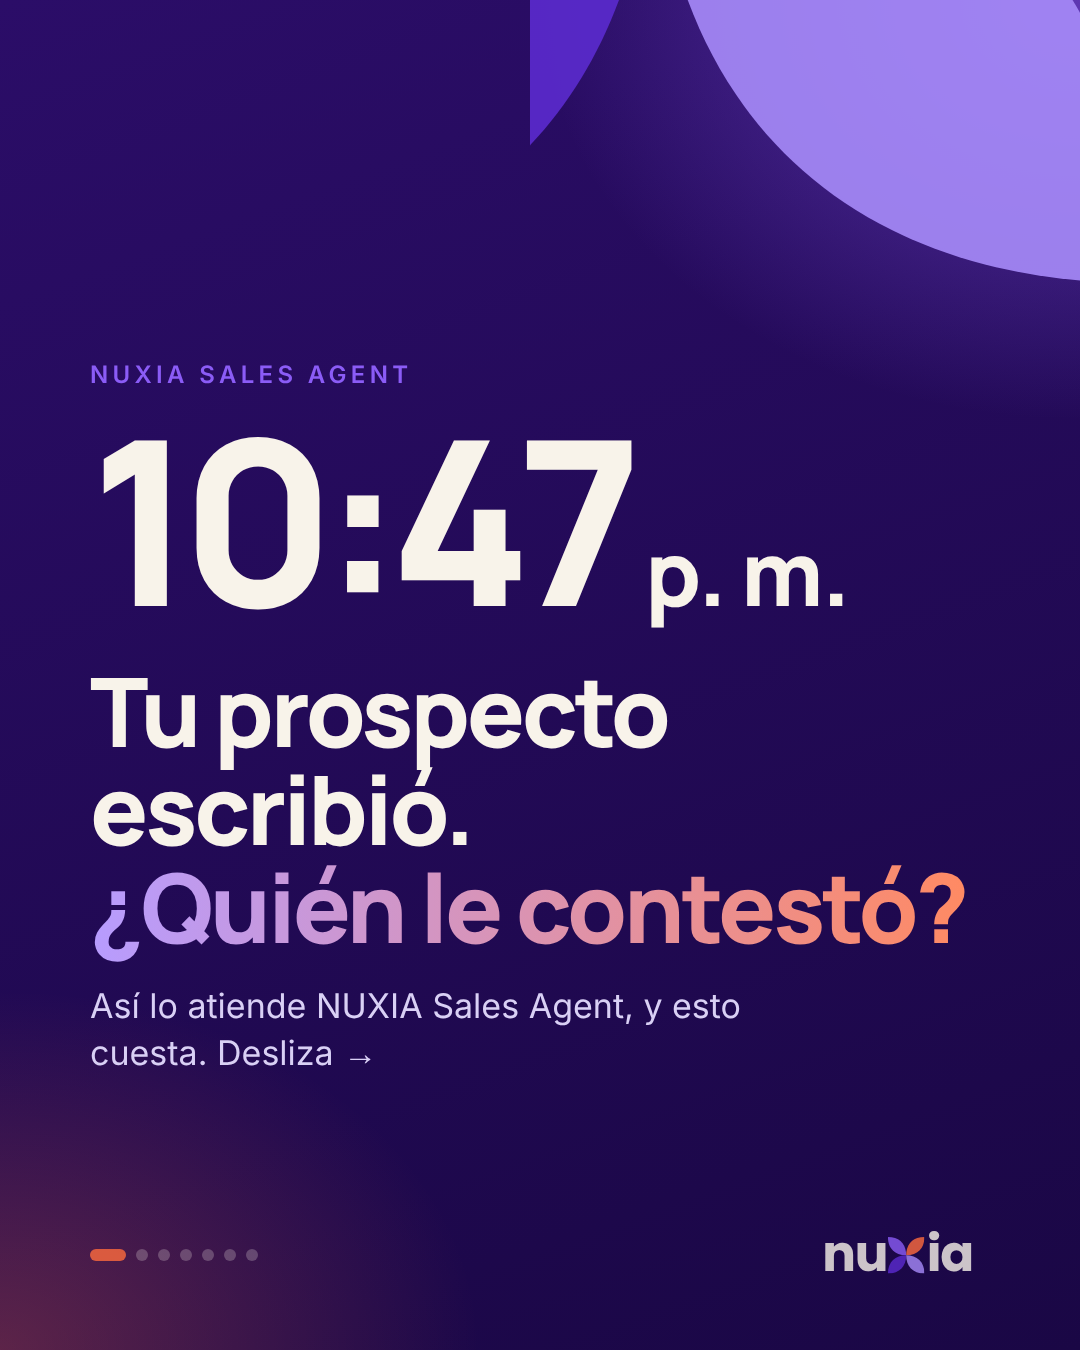 NUXIA SALES AGENT
10:47 p. m.
Tu prospecto
escribió.
¿Quién le contestó?
Así lo atiende NUXIA Sales Agent, y esto
cuesta. Desliza →
nuxia